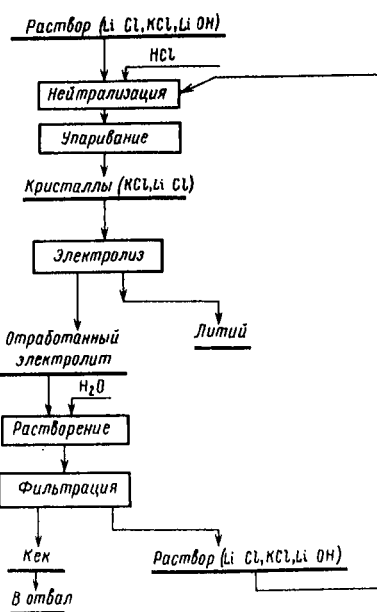 Раствор (Li Cl, KCl, Li OH)
HCl
Нейтрализация
Упаривание
Кристаллы (KCl, Li Cl)
Электролиз
Литий
Отработанный
электролит
H₂O
Растворение
Фильтрация
Кек
Раствор (Li Cl, KCl, Li OH)
В отвал